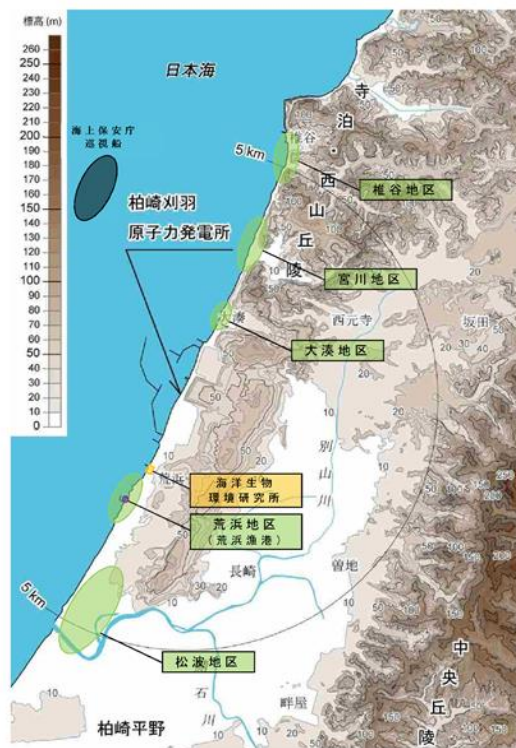 標高 (m)
260
250
240
230
220
210
200
190
180
170
160
150
140
130
120
110
100
90
80
70
60
50
40
30
20
10
0
日本海
海上保安庁
巡視船
柏崎刈羽
原子力発電所
5 km
椎谷
寺
泊
・
西
山
丘
陵
椎谷地区
宮川地区
大湊
大湊地区
西元寺
坂田
別
山
川
荒浜
海洋生物
環境研究所
荒浜地区
(荒浜漁港)
長崎
曽地
5 km
松波地区
石
川
畔屋
柏崎平野
中
央
丘
陵